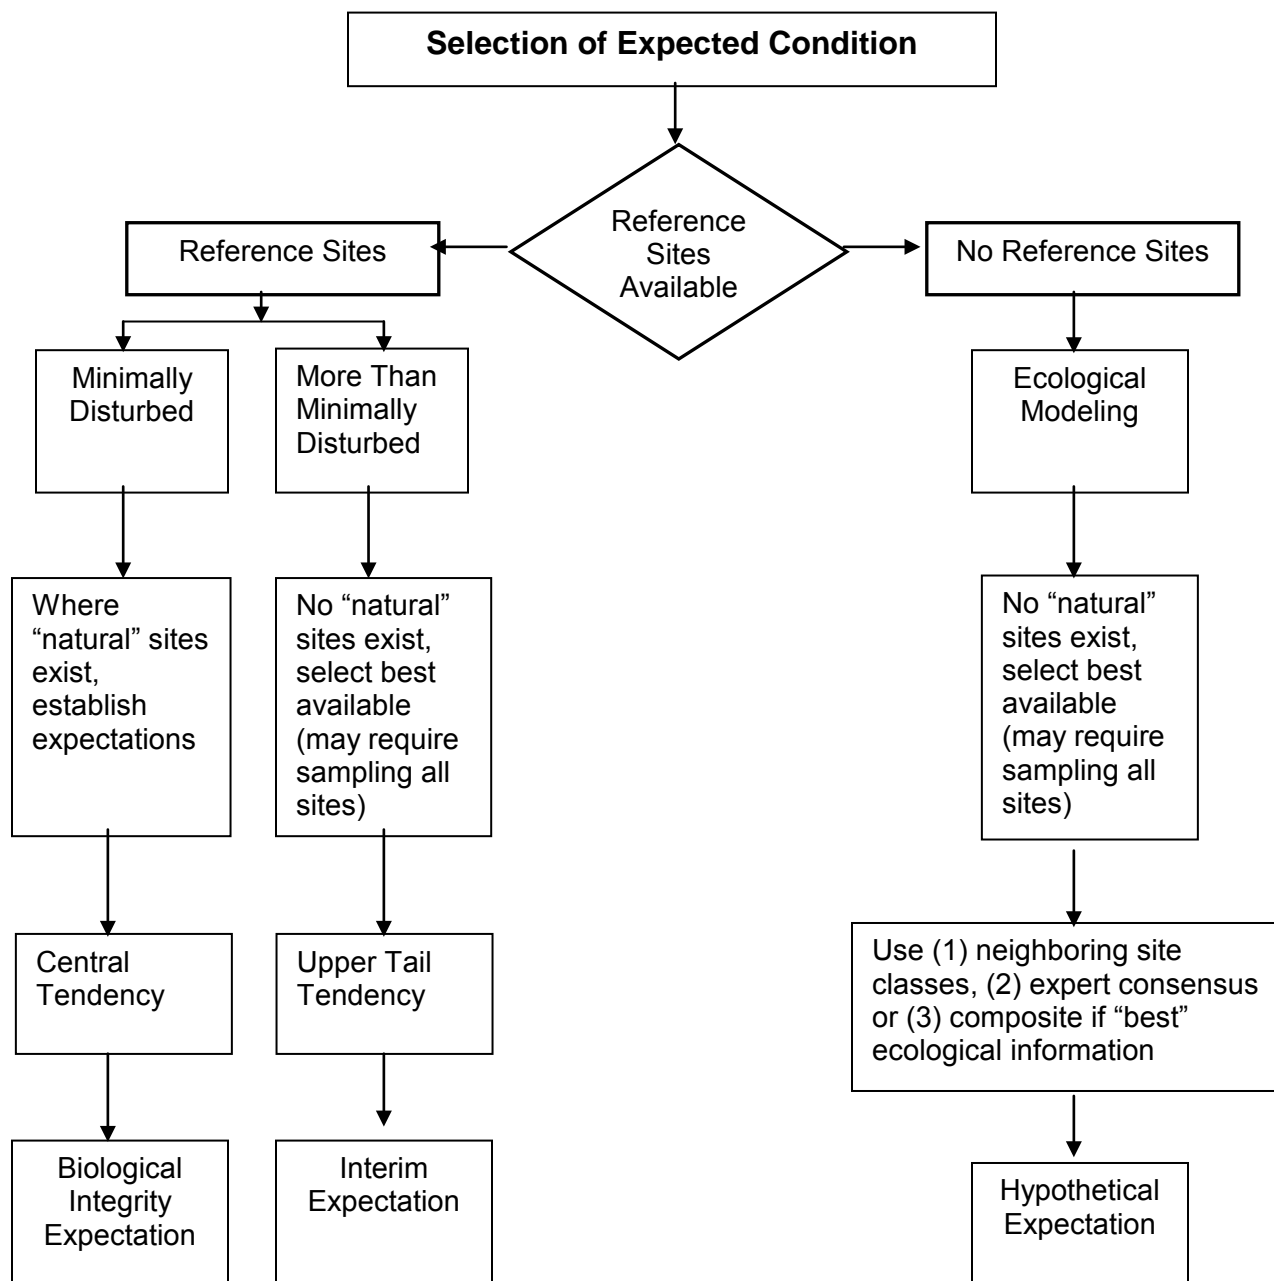 Selection of Expected Condition
Reference
Sites
Available
Reference Sites
No Reference Sites
Minimally
Disturbed
More Than
Minimally
Disturbed
Ecological
Modeling
Where
“natural” sites
exist,
establish
expectations
No “natural”
sites exist,
select best
available
(may require
sampling all
sites)
No “natural”
sites exist,
select best
available
(may require
sampling all
sites)
Central
Tendency
Upper Tail
Tendency
Use (1) neighboring site
classes, (2) expert consensus
or (3) composite if “best”
ecological information
Biological
Integrity
Expectation
Interim
Expectation
Hypothetical
Expectation